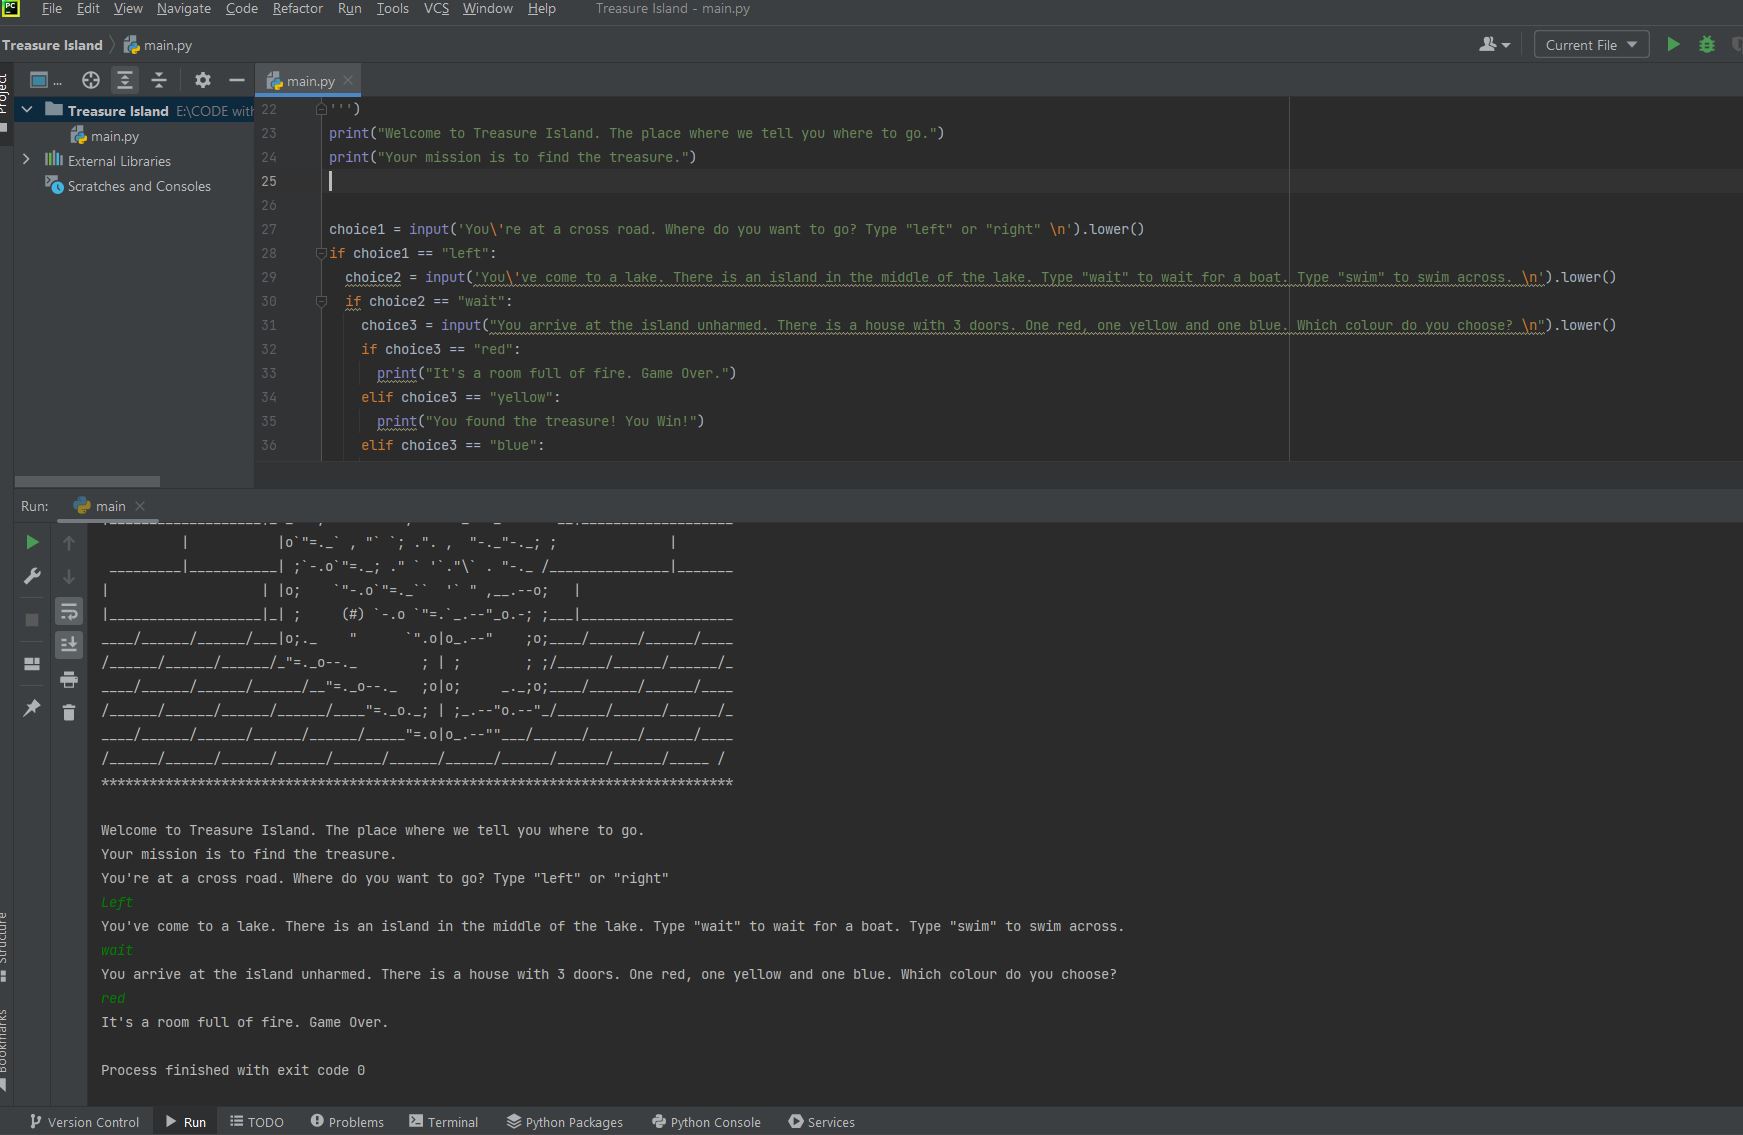 PC File Edit View Navigate Code Refactor Run Tools VCS Window Help Treasure Island - main.py
Treasure Island main.py Current File
Project ... main.py
Treasure Island E:\CODE with
main.py
External Libraries
Scratches and Consoles
22 ''')
23 print("Welcome to Treasure Island. The place where we tell you where to go.")
24 print("Your mission is to find the treasure.")
25
26
27 choice1 = input('You\'re at a cross road. Where do you want to go? Type "left" or "right" \n').lower()
28 if choice1 == "left":
29 choice2 = input('You\'ve come to a lake. There is an island in the middle of the lake. Type "wait" to wait for a boat. Type "swim" to swim across. \n').lower()
30 if choice2 == "wait":
31 choice3 = input("You arrive at the island unharmed. There is a house with 3 doors. One red, one yellow and one blue. Which colour do you choose? \n").lower()
32 if choice3 == "red":
33 print("It's a room full of fire. Game Over.")
34 elif choice3 == "yellow":
35 print("You found the treasure! You Win!")
36 elif choice3 == "blue":
Run: main
          |           |o`"=._` , "` `; .". ,  "-._"-._; ;              |
 _________|___________| ;`-.o`"=._; ." ` '`."\` . "-._ /_______________|_______
|                   | |o;    `"-.o`"=._``  '` " ,__.--o;   |
|___________________|_| ;     (#) `-.o `"=.`_.--"_o.-; ;___|___________________
____/______/______/___|o;._    "      `".o|o_.--"    ;o;____/______/______/____
/______/______/______/_"=._o--._        ; | ;        ; ;/______/______/______/_
____/______/______/______/__"=._o--._   ;o|o;     _._;o;____/______/______/____
/______/______/______/______/____"=._o._; | ;_.--"o.--"_/______/______/______/_
____/______/______/______/______/_____"=.o|o_.--""___/______/______/______/____
/______/______/______/______/______/______/______/______/______/______/_____ /
*******************************************************************************
Welcome to Treasure Island. The place where we tell you where to go.
Your mission is to find the treasure.
You're at a cross road. Where do you want to go? Type "left" or "right"
Left
You've come to a lake. There is an island in the middle of the lake. Type "wait" to wait for a boat. Type "swim" to swim across.
wait
You arrive at the island unharmed. There is a house with 3 doors. One red, one yellow and one blue. Which colour do you choose?
red
It's a room full of fire. Game Over.
Process finished with exit code 0
Structure
Bookmarks
Version Control Run TODO Problems Terminal Python Packages Python Console Services